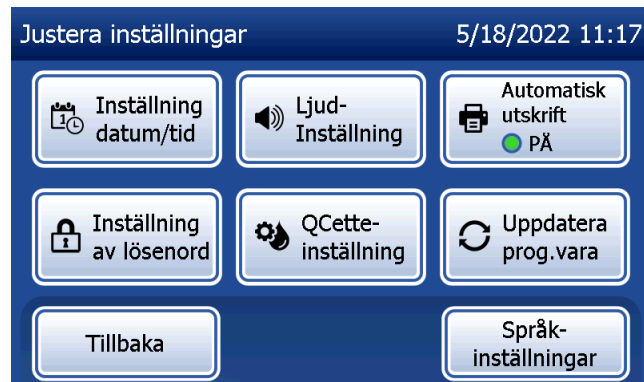 Justera inställningar 5/18/2022 11:17
Inställning
datum/tid
Ljud-
Inställning
Automatisk
utskrift
PÄ
Inställning
av lösenord
QCette-
inställning
Uppdatera
prog.vara
Tillbaka
Språk-
inställningar